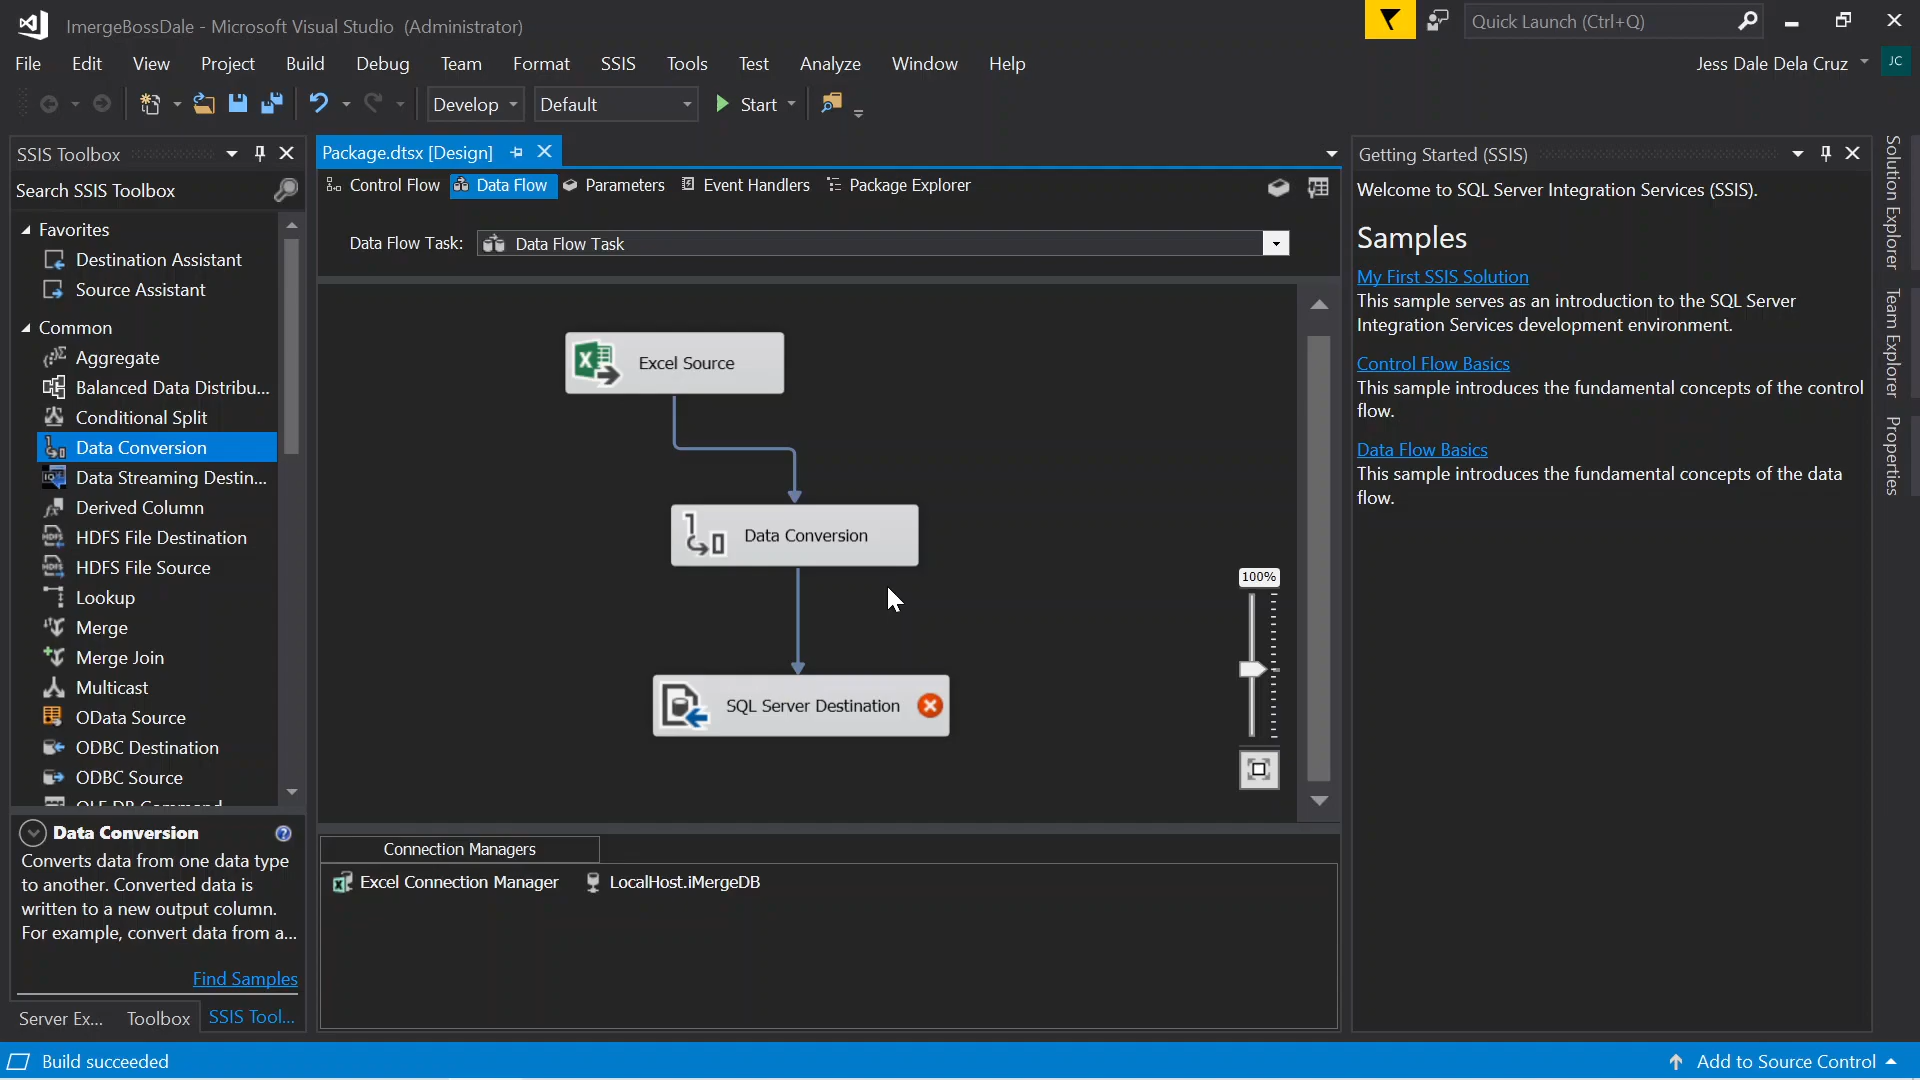 ImergeBossDale - Microsoft Visual Studio (Administrator)
Quick Launch (Ctrl+Q)
File Edit View Project Build Debug Team Format SSIS Tools Test Analyze Window Help
Jess Dale Dela Cruz JC
Develop Default Start
SSIS Toolbox
Search SSIS Toolbox
Favorites
Destination Assistant
Source Assistant
Common
Aggregate
Balanced Data Distribu...
Conditional Split
Data Conversion
Data Streaming Destin...
Derived Column
HDFS File Destination
HDFS File Source
Lookup
Merge
Merge Join
Multicast
OData Source
ODBC Destination
ODBC Source
OLE DB Command
Data Conversion
Converts data from one data type
to another. Converted data is
written to a new output column.
For example, convert data from a...
Find Samples
Server Ex... Toolbox SSIS Tool...
Package.dtsx [Design]
Control Flow Data Flow Parameters Event Handlers Package Explorer
Data Flow Task: Data Flow Task
Excel Source
Data Conversion
SQL Server Destination
100%
Connection Managers
Excel Connection Manager LocalHost.iMergeDB
Getting Started (SSIS)
Welcome to SQL Server Integration Services (SSIS).
Samples
My First SSIS Solution
This sample serves as an introduction to the SQL Server
Integration Services development environment.
Control Flow Basics
This sample introduces the fundamental concepts of the control
flow.
Data Flow Basics
This sample introduces the fundamental concepts of the data
flow.
Solution Explorer
Team Explorer
Properties
Build succeeded
Add to Source Control